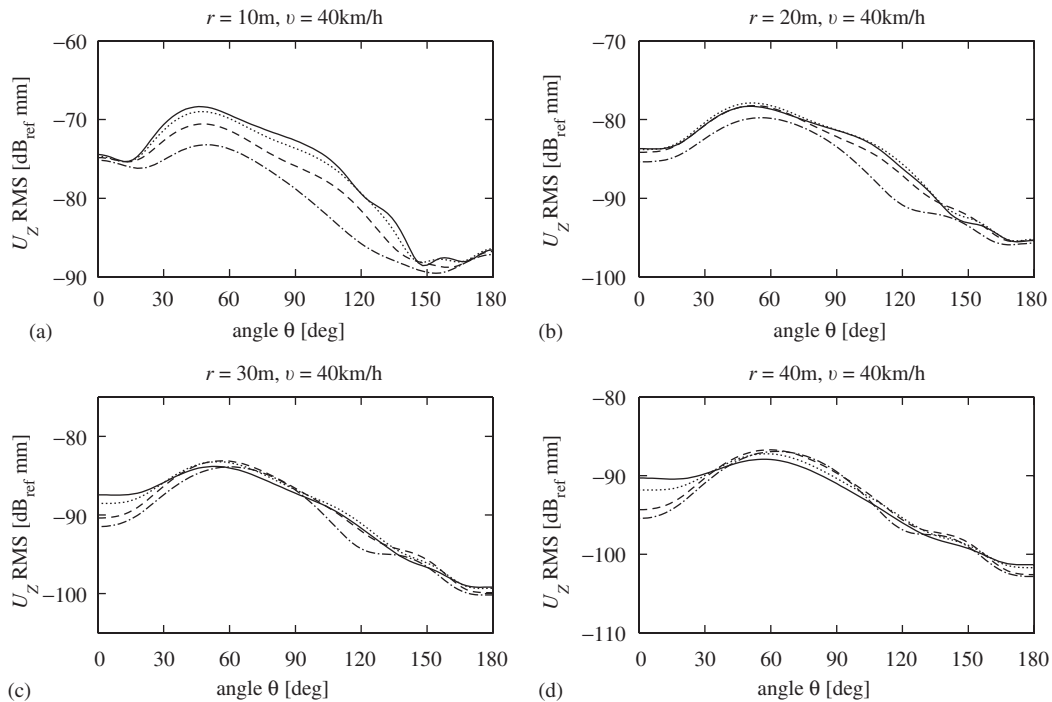 r = 10m, υ = 40km/h
U_Z RMS [dB_ref mm]
−60
−70
−80
−90
0 30 60 90 120 150 180
angle θ [deg]
(a)
r = 20m, υ = 40km/h
U_Z RMS [dB_ref mm]
−70
−80
−90
−100
0 30 60 90 120 150 180
angle θ [deg]
(b)
r = 30m, υ = 40km/h
U_Z RMS [dB_ref mm]
−80
−90
−100
0 30 60 90 120 150 180
angle θ [deg]
(c)
r = 40m, υ = 40km/h
U_Z RMS [dB_ref mm]
−80
−90
−100
−110
0 30 60 90 120 150 180
angle θ [deg]
(d)